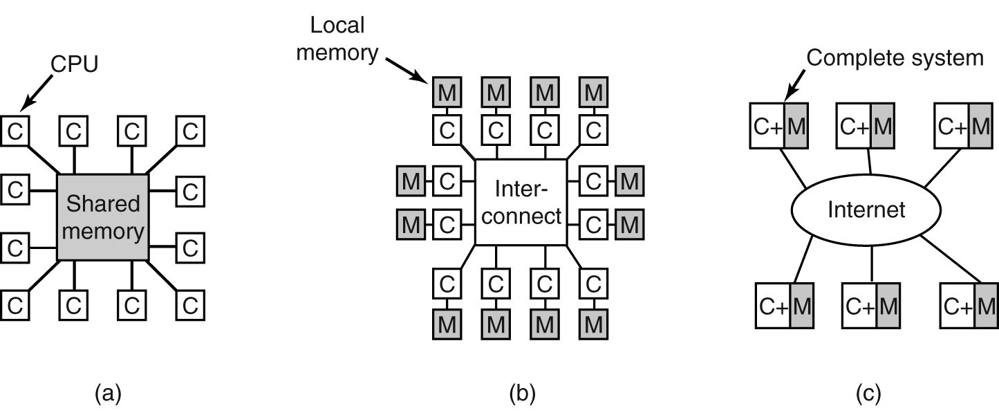 CPU
C C C C
C C
Shared
memory
C C
C C C C
(a)
Local
memory
M M M M
C C C C
M C C M
Inter-
connect
M C C M
C C C C
M M M M
(b)
Complete system
C+ M C+ M C+ M
Internet
C+ M C+ M C+ M
(c)